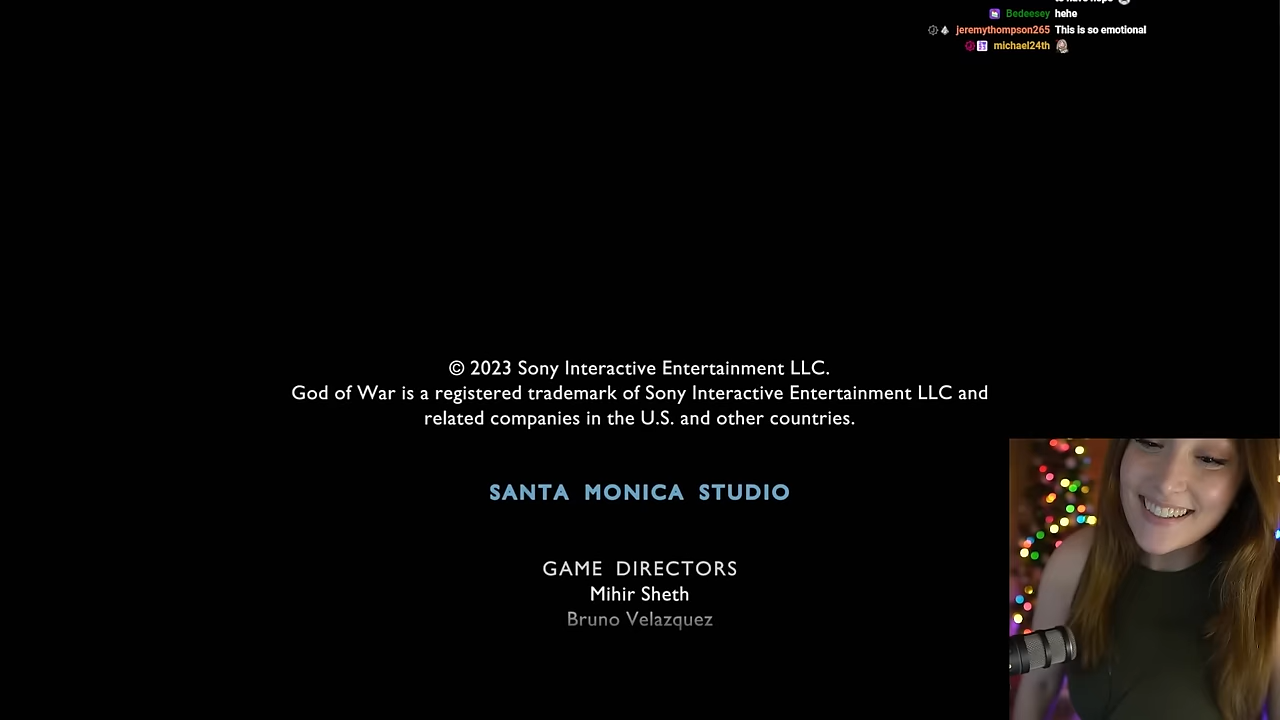 Bedeesey hehe
jeremythompson265 This is so emotional
michael24th
© 2023 Sony Interactive Entertainment LLC.
God of War is a registered trademark of Sony Interactive Entertainment LLC and
related companies in the U.S. and other countries.
SANTA MONICA STUDIO
GAME DIRECTORS
Mihir Sheth
Bruno Velazquez